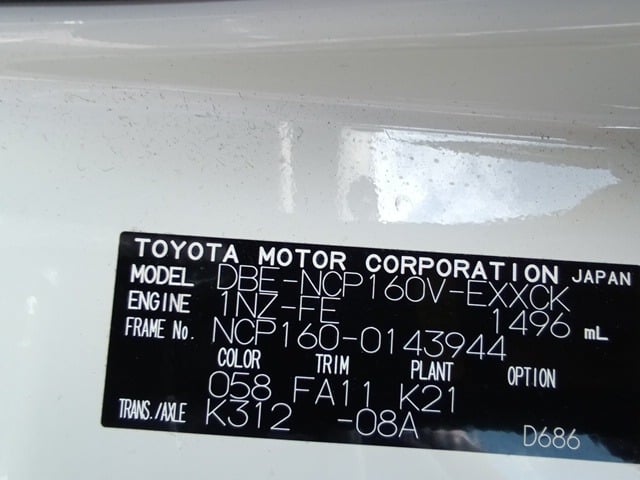 TOYOTA MOTOR CORPORATION JAPAN
MODEL DBE-NCP160V-EXXCK
ENGINE 1NZ-FE 1496 mL
FRAME No. NCP160-0143944
COLOR TRIM PLANT OPTION
058 FA11 K21
TRANS./AXLE K312 -08A D686